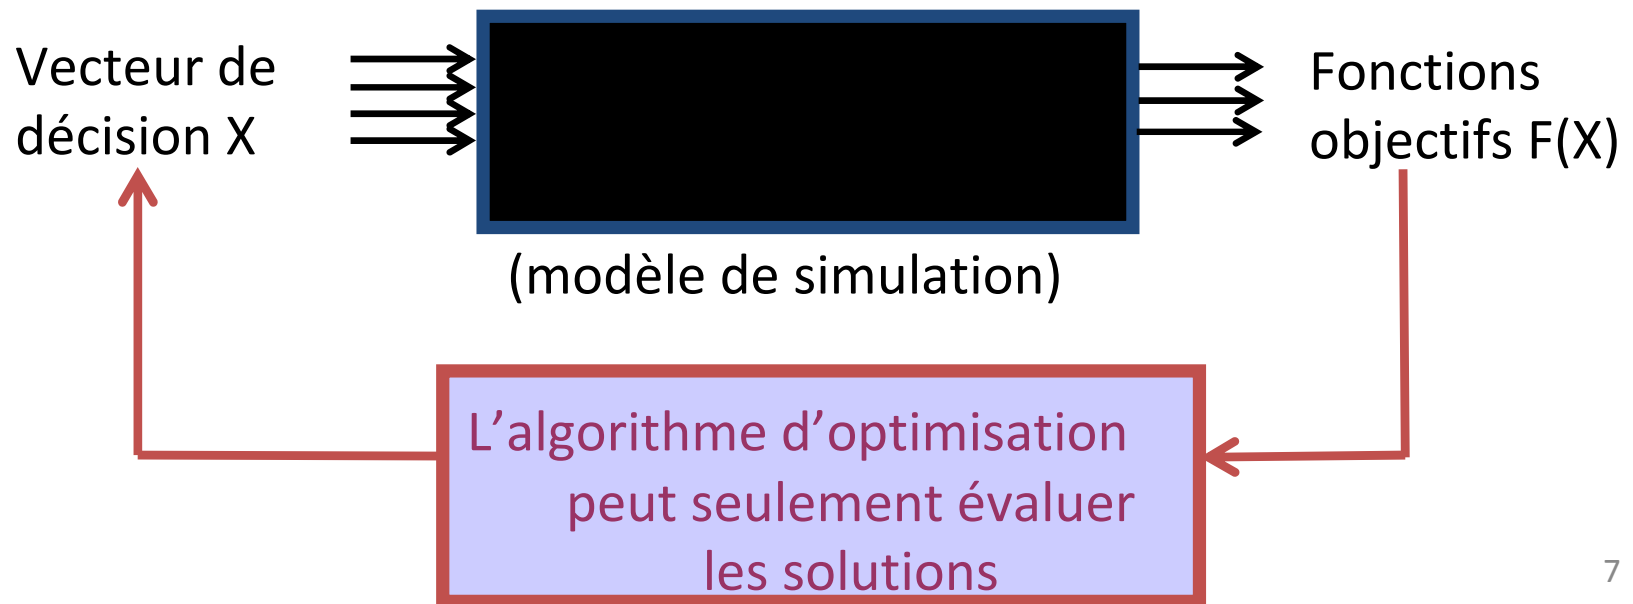 Vecteur de
décision X
Fonctions
objectifs F(X)
(modèle de simulation)
L’algorithme d’optimisation
peut seulement évaluer
les solutions
7